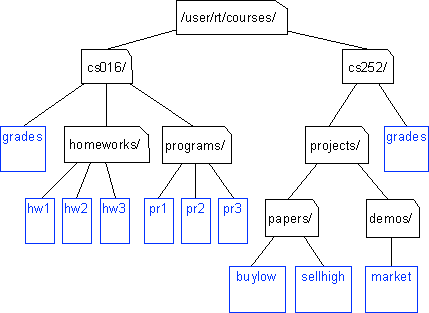 /user/rt/courses/
cs016/
cs252/
grades
homeworks/
programs/
projects/
grades
hw1
hw2
hw3
pr1
pr2
pr3
papers/
demos/
buylow
sellhigh
market